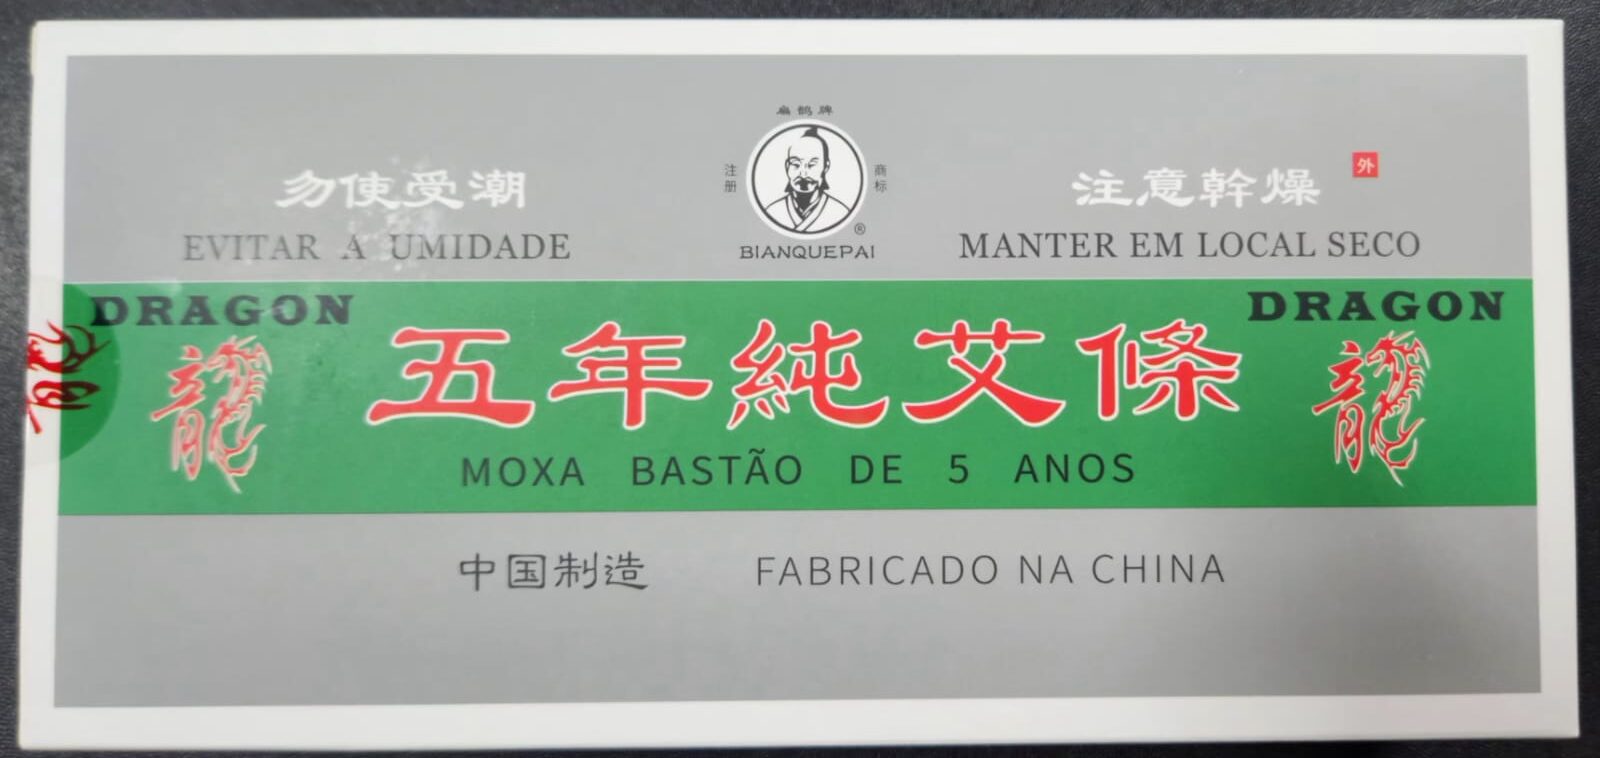 扁鹊牌
注册 商标
®
BIANQUEPAI
勿使受潮
EVITAR A UMIDADE
注意幹燥
外
MANTER EM LOCAL SECO
DRAGON
龍
五年純艾條
MOXA BASTÃO DE 5 ANOS
DRAGON
龍
中国制造 FABRICADO NA CHINA